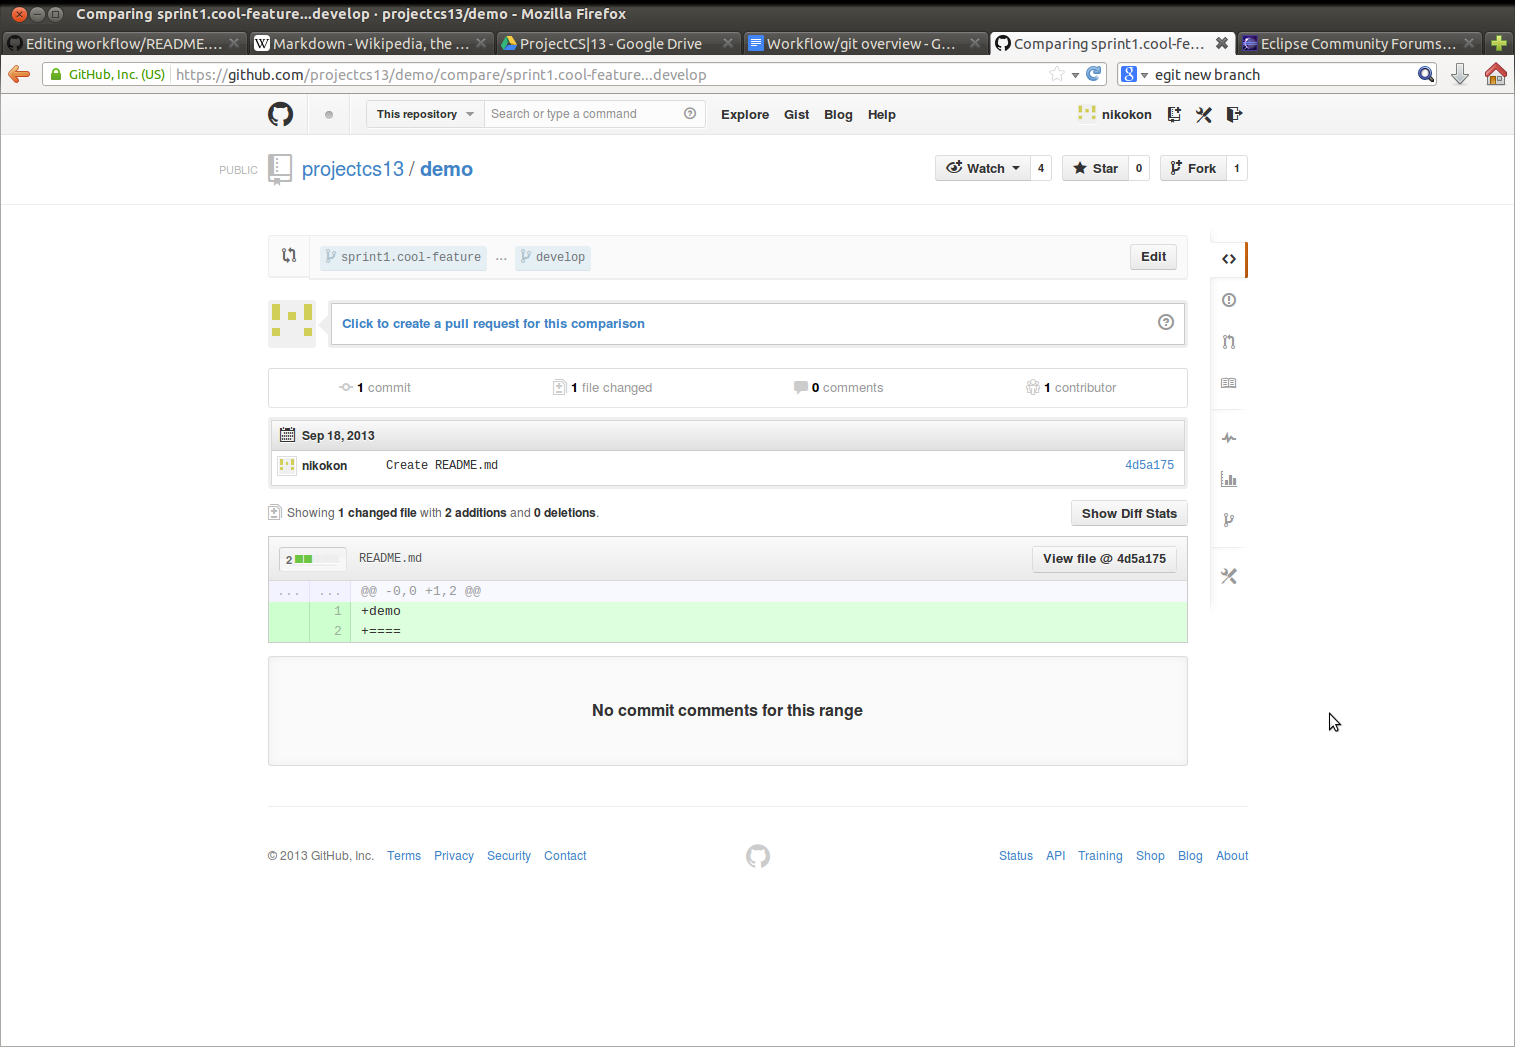 Comparing sprint1.cool-feature...develop · projectcs13/demo - Mozilla Firefox
Editing workflow/README.... Markdown - Wikipedia, the ... ProjectCS|13 - Google Drive Workflow/git overview - G... Comparing sprint1.cool-fe... Eclipse Community Forums...
GitHub, Inc. (US) https://github.com/projectcs13/demo/compare/sprint1.cool-feature...develop egit new branch
This repository Search or type a command Explore Gist Blog Help nikokon
PUBLIC projectcs13 / demo Watch 4 Star 0 Fork 1
sprint1.cool-feature ... develop Edit
Click to create a pull request for this comparison
1 commit 1 file changed 0 comments 1 contributor
Sep 18, 2013
nikokon Create README.md 4d5a175
Showing 1 changed file with 2 additions and 0 deletions. Show Diff Stats
2 README.md View file @ 4d5a175
... ... @@ -0,0 +1,2 @@
1 +demo
2 +====
No commit comments for this range
© 2013 GitHub, Inc. Terms Privacy Security Contact Status API Training Shop Blog About